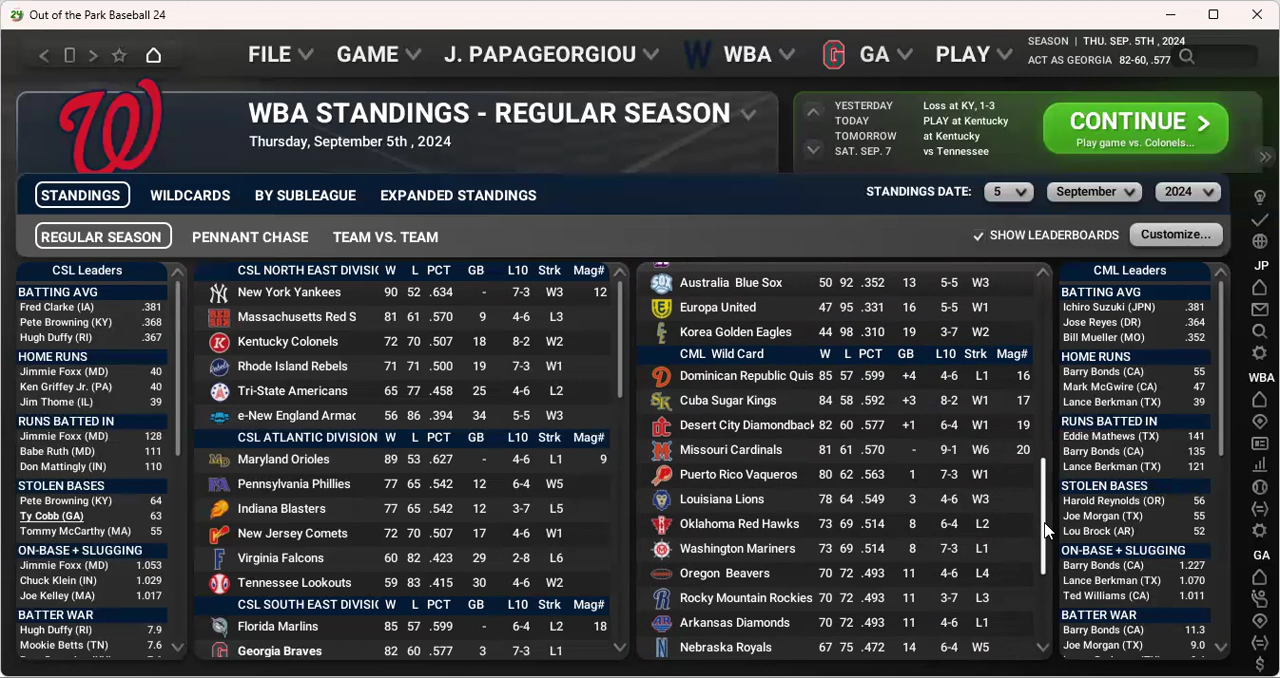 Out of the Park Baseball 24
FILE GAME J. PAPAGEORGIOU WBA GA PLAY
SEASON | THU. SEP. 5TH , 2024
ACT AS GEORGIA 82-60, .577
WBA STANDINGS - REGULAR SEASON
Thursday, September 5th , 2024
YESTERDAY Loss at KY, 1-3
TODAY PLAY at Kentucky
TOMORROW at Kentucky
SAT. SEP. 7 vs Tennessee
CONTINUE
Play game vs. Colonels...
STANDINGS WILDCARDS BY SUBLEAGUE EXPANDED STANDINGS
STANDINGS DATE: 5 September 2024
REGULAR SEASON PENNANT CHASE TEAM VS. TEAM
SHOW LEADERBOARDS Customize...
CSL Leaders
BATTING AVG
Fred Clarke (IA) .381
Pete Browning (KY) .368
Hugh Duffy (RI) .367
HOME RUNS
Jimmie Foxx (MD) 40
Ken Griffey Jr. (PA) 40
Jim Thome (IL) 39
RUNS BATTED IN
Jimmie Foxx (MD) 128
Babe Ruth (MD) 111
Don Mattingly (IN) 110
STOLEN BASES
Pete Browning (KY) 64
Ty Cobb (GA) 63
Tommy McCarthy (MA) 55
ON-BASE + SLUGGING
Jimmie Foxx (MD) 1.053
Chuck Klein (IN) 1.029
Joe Kelley (MA) 1.017
BATTER WAR
Hugh Duffy (RI) 7.9
Mookie Betts (TN) 7.6
CSL NORTH EAST DIVISIO W L PCT GB L10 Strk Mag#
New York Yankees 90 52 .634 - 7-3 W3 12
Massachusetts Red S 81 61 .570 9 4-6 L3
Kentucky Colonels 72 70 .507 18 8-2 W2
Rhode Island Rebels 71 71 .500 19 7-3 W1
Tri-State Americans 65 77 .458 25 4-6 L2
e-New England Armac 56 86 .394 34 5-5 W3
CSL ATLANTIC DIVISION W L PCT GB L10 Strk Mag#
Maryland Orioles 89 53 .627 - 4-6 L1 9
Pennsylvania Phillies 77 65 .542 12 6-4 W5
Indiana Blasters 77 65 .542 12 3-7 L5
New Jersey Comets 72 70 .507 17 4-6 W1
Virginia Falcons 60 82 .423 29 2-8 L6
Tennessee Lookouts 59 83 .415 30 4-6 W2
CSL SOUTH EAST DIVISIO W L PCT GB L10 Strk Mag#
Florida Marlins 85 57 .599 - 6-4 L2 18
Georgia Braves 82 60 .577 3 7-3 L1
Australia Blue Sox 50 92 .352 13 5-5 W3
Europa United 47 95 .331 16 5-5 W1
Korea Golden Eagles 44 98 .310 19 3-7 W2
CML Wild Card W L PCT GB L10 Strk Mag#
Dominican Republic Quis 85 57 .599 +4 4-6 L1 16
Cuba Sugar Kings 84 58 .592 +3 8-2 W1 17
Desert City Diamondback 82 60 .577 +1 6-4 W1 19
Missouri Cardinals 81 61 .570 - 9-1 W6 20
Puerto Rico Vaqueros 80 62 .563 1 7-3 W1
Louisiana Lions 78 64 .549 3 4-6 W3
Oklahoma Red Hawks 73 69 .514 8 6-4 L2
Washington Mariners 73 69 .514 8 7-3 L1
Oregon Beavers 70 72 .493 11 4-6 L4
Rocky Mountain Rockies 70 72 .493 11 3-7 L3
Arkansas Diamonds 70 72 .493 11 4-6 L1
Nebraska Royals 67 75 .472 14 6-4 W5
CML Leaders
BATTING AVG
Ichiro Suzuki (JPN) .381
Jose Reyes (DR) .364
Bill Mueller (MO) .352
HOME RUNS
Barry Bonds (CA) 55
Mark McGwire (CA) 47
Lance Berkman (TX) 39
RUNS BATTED IN
Eddie Mathews (TX) 141
Barry Bonds (CA) 135
Lance Berkman (TX) 121
STOLEN BASES
Harold Reynolds (OR) 56
Joe Morgan (TX) 55
Lou Brock (AR) 52
ON-BASE + SLUGGING
Barry Bonds (CA) 1.227
Lance Berkman (TX) 1.070
Ted Williams (CA) 1.011
BATTER WAR
Barry Bonds (CA) 11.3
Joe Morgan (TX) 9.0
JP
WBA
GA